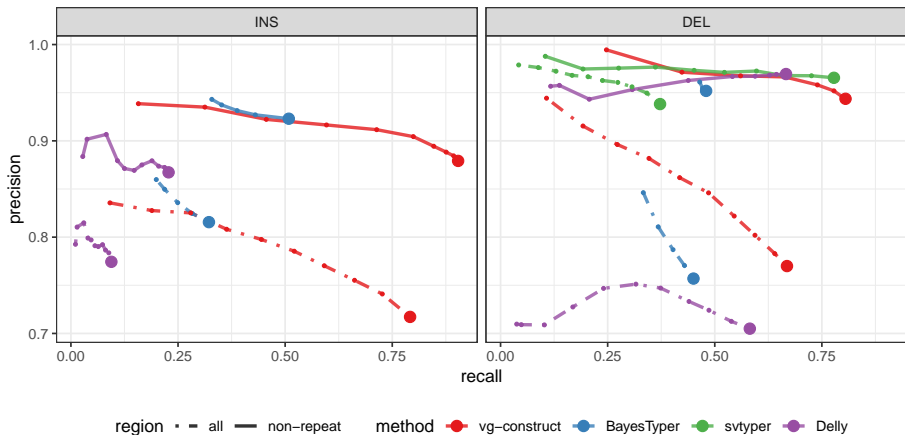 INS DEL
1.0
0.9
0.8
0.7
precision
0.00 0.25 0.50 0.75 0.00 0.25 0.50 0.75
recall
region all non-repeat method vg-construct BayesTyper svtyper Delly